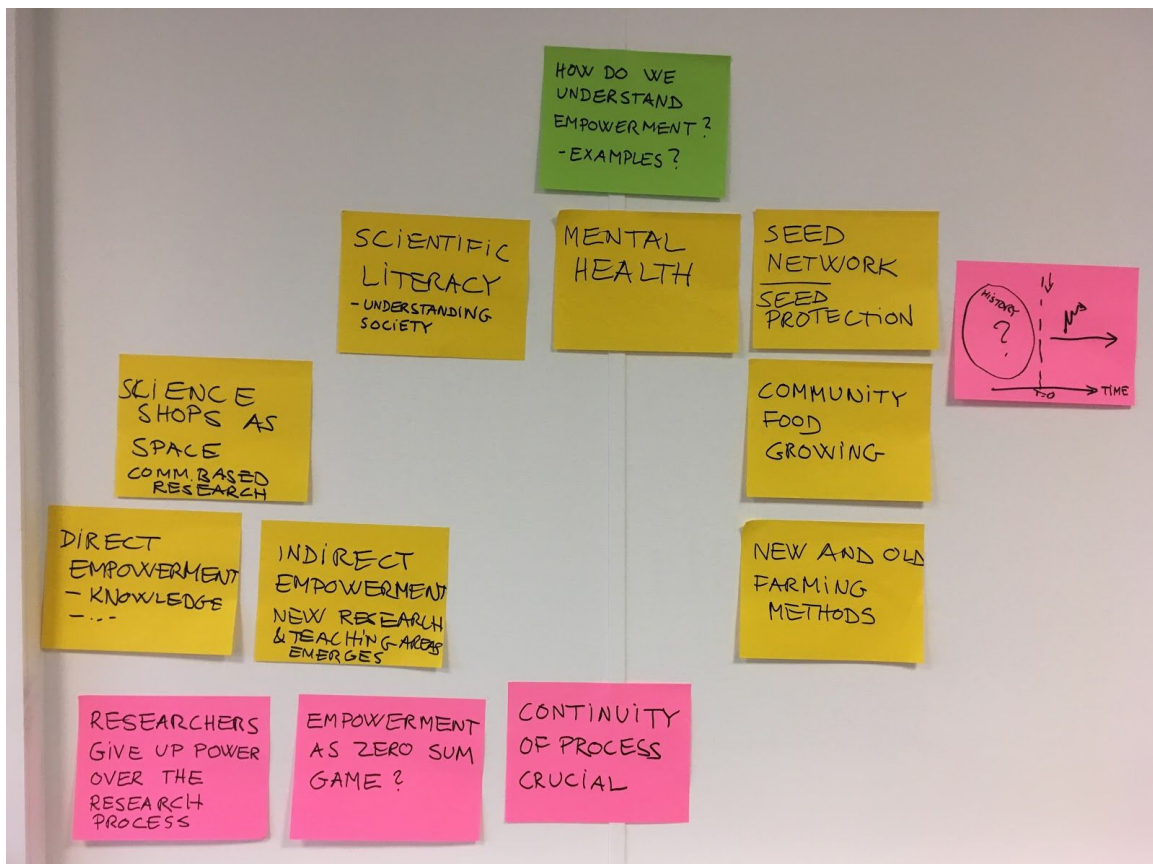 HOW DO WE
UNDERSTAND
EMPOWERMENT?
- EXAMPLES?
SCIENTIFIC
LITERACY
- UNDERSTANDING
SOCIETY
MENTAL
HEALTH
SEED
NETWORK
SEED
PROTECTION
HISTORY
?
TIME
T=0
SCIENCE
SHOPS AS
SPACE
COMM. BASED
RESEARCH
COMMUNITY
FOOD
GROWING
DIRECT
EMPOWERMENT
- KNOWLEDGE
- ...
INDIRECT
EMPOWERMENT
NEW RESEARCH
& TEACHING AREAS
EMERGES
NEW AND OLD
FARMING
METHODS
RESEARCHERS
GIVE UP POWER
OVER THE
RESEARCH
PROCESS
EMPOWERMENT
AS ZERO SUM
GAME?
CONTINUITY
OF PROCESS
CRUCIAL